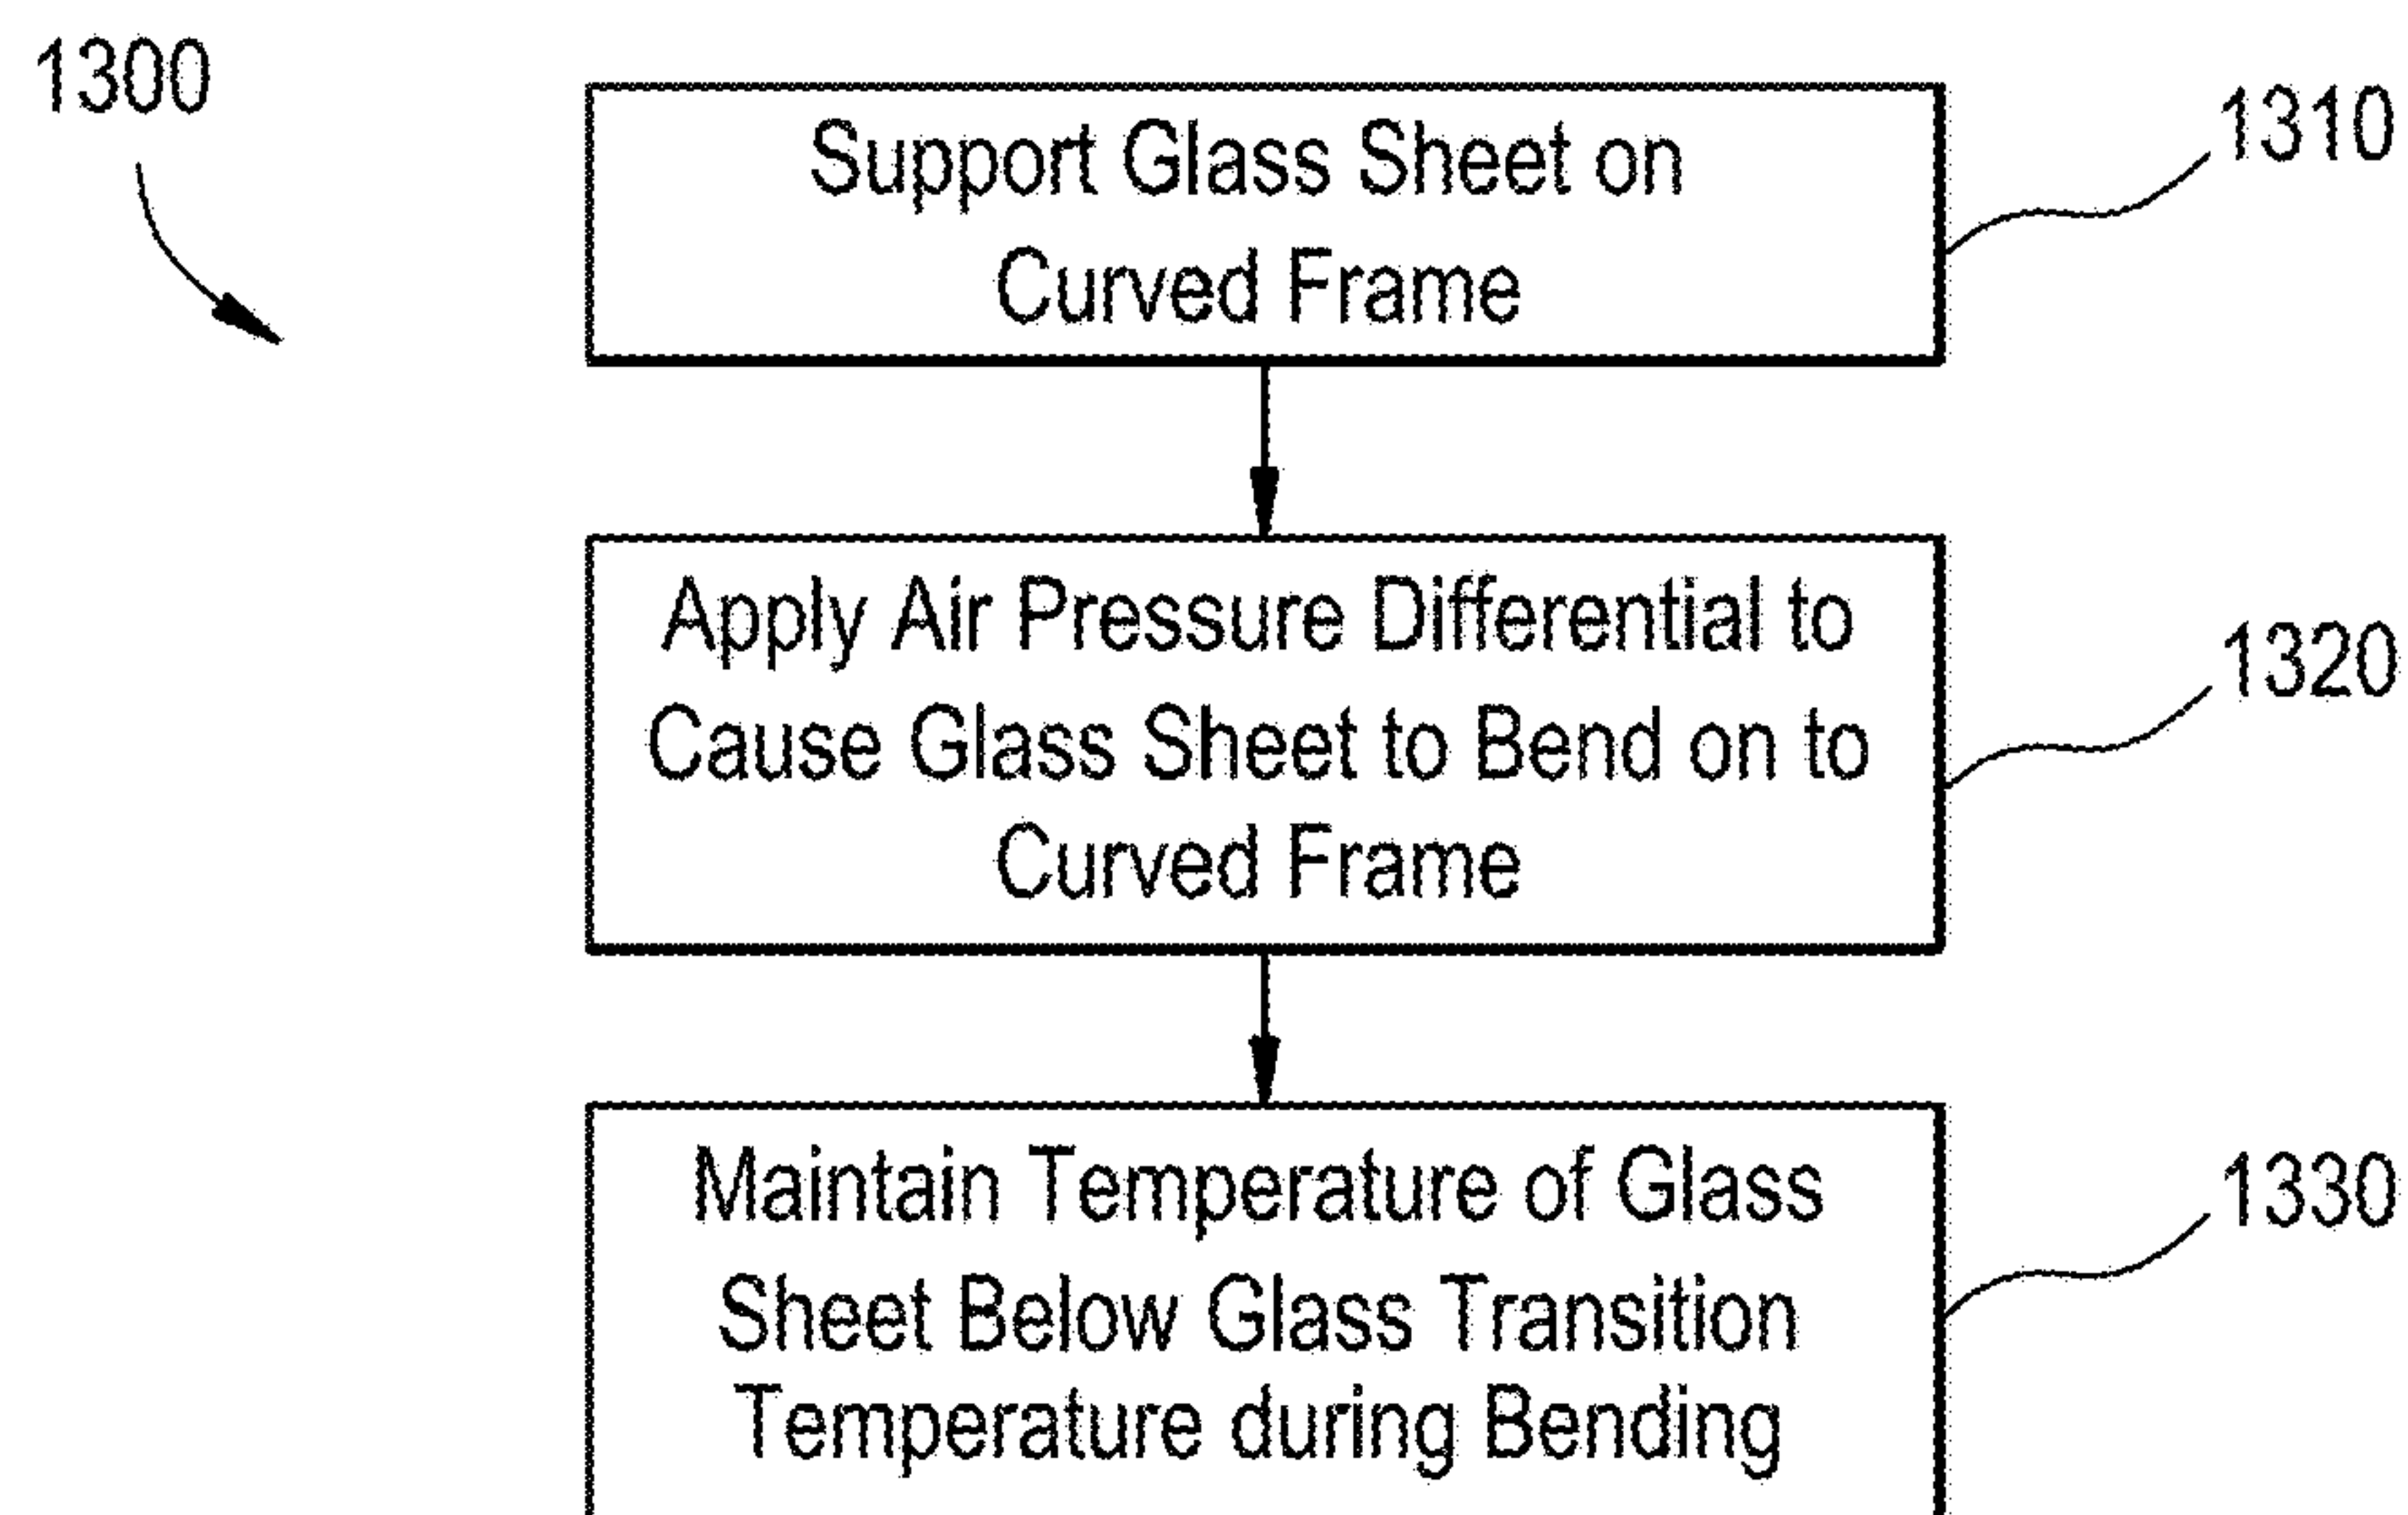 1300
Support Glass Sheet on
Curved Frame
1310
Apply Air Pressure Differential to
Cause Glass Sheet to Bend on to
Curved Frame
1320
Maintain Temperature of Glass
Sheet Below Glass Transition
Temperature during Bending
1330